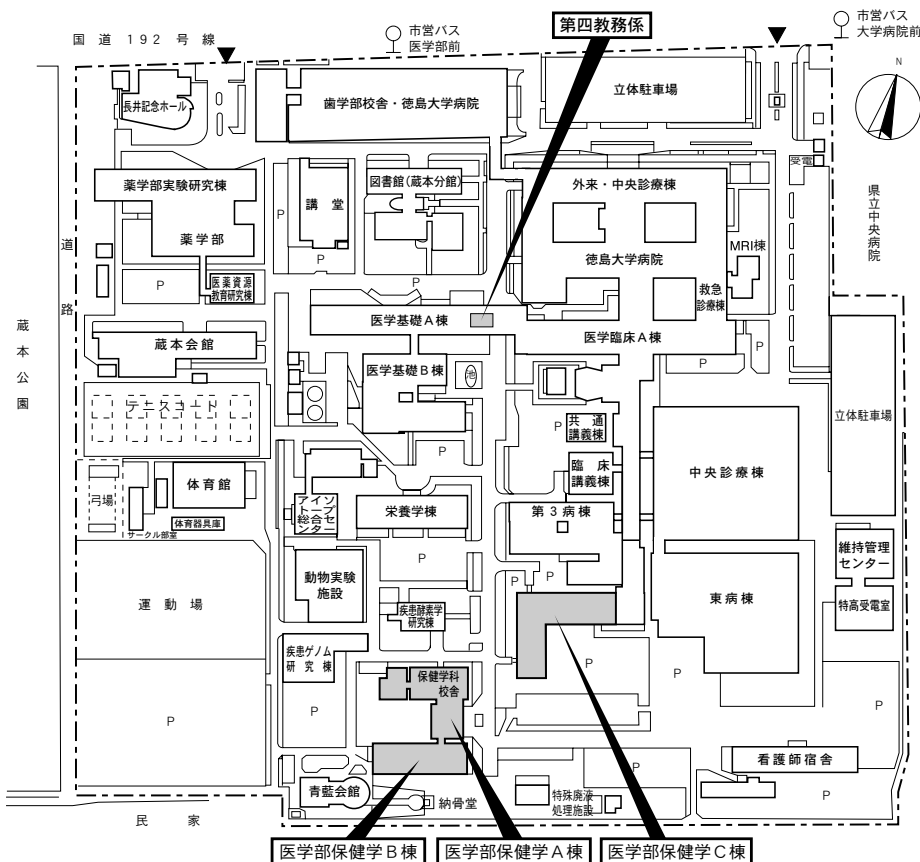 国道192号線
市営バス
医学部前
第四教務係
市営バス
大学病院前
N
長井記念ホール
歯学部校舎・徳島大学病院
立体駐車場
受電
県立中央病院
薬学部実験研究棟
薬学部
P
医薬資源
教育研究棟
講堂
P
P
図書館(蔵本分館)
P
外来・中央診療棟
徳島大学病院
MRI棟
救急
診療棟
道路
蔵本公園
医学基礎A棟
医学臨床A棟
P
P
蔵本会館
医学基礎B棟
池
テニスコート
P
P
共通
講義棟
臨床
講義棟
中央診療棟
立体駐車場
弓場
体育館
体育器具庫
サークル部室
アイソ
トープ
総合セン
ター
栄養学棟
第3病棟
維持管理
センター
特高受電室
運動場
動物実験
施設
P
P
P
東病棟
疾患酵素学
研究棟
疾患ゲノム
研究棟
保健学科
校舎
P
P
P
P
P
青藍会館
納骨堂
特殊廃液
処理施設
看護師宿舎
P
民家
医学部保健学B棟
医学部保健学A棟
医学部保健学C棟